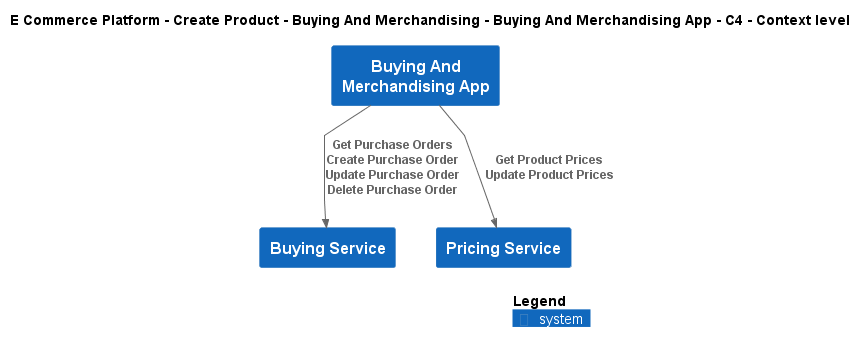 E Commerce Platform - Create Product - Buying And Merchandising - Buying And Merchandising App - C4 - Context level
Buying And
Merchandising App
Get Purchase Orders
Create Purchase Order
Update Purchase Order
Delete Purchase Order
Get Product Prices
Update Product Prices
Buying Service
Pricing Service
Legend
system